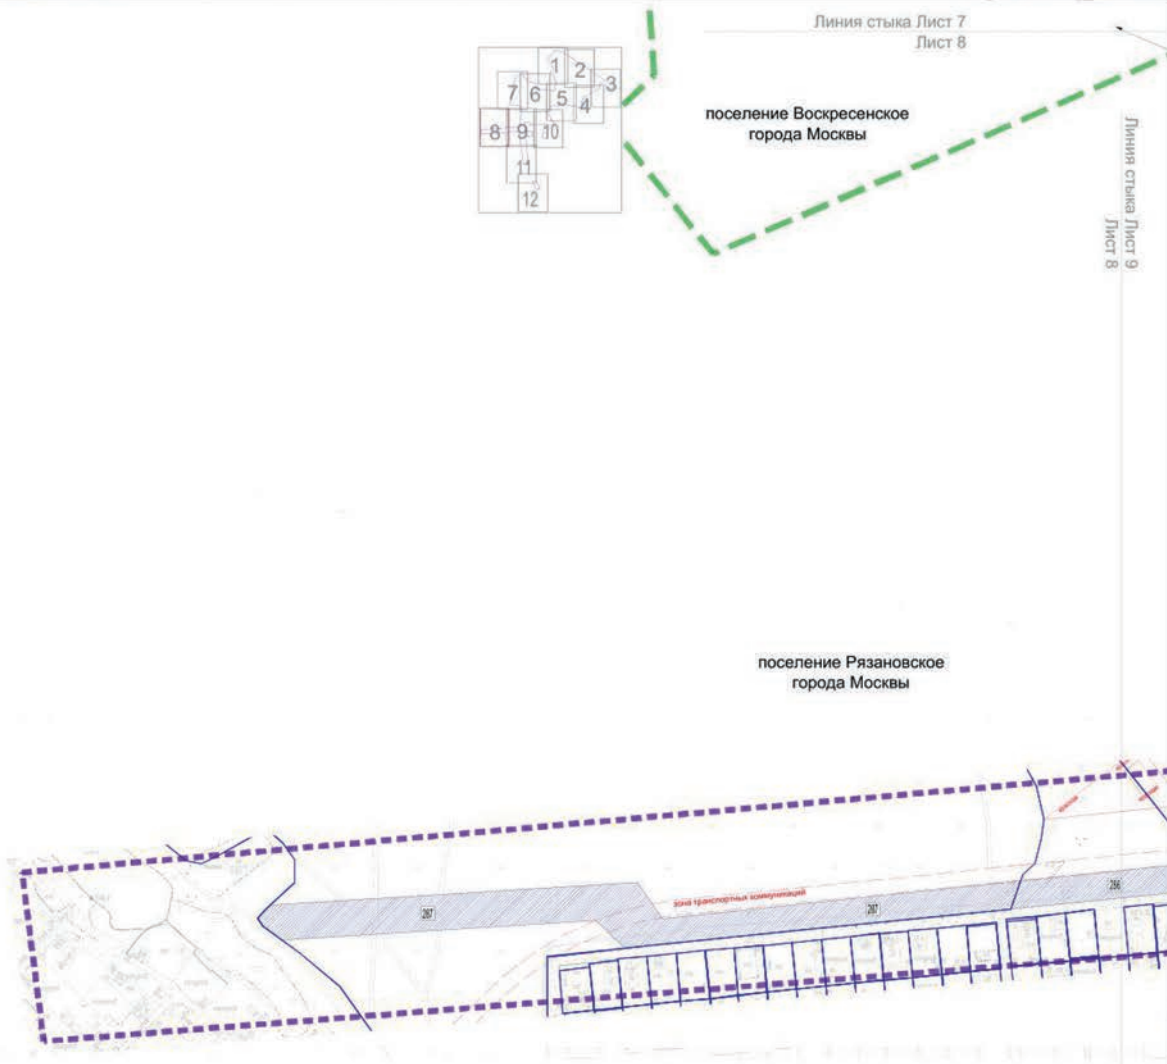 Линия стыка Лист 7
Лист 8
1
2
3
7
6
5
4
8
9
10
11
12
поселение Воскресенское
города Москвы
Линия стыка Лист 9
Лист 8
поселение Рязановское
города Москвы
зона транспортных коммуникаций
267
267
266